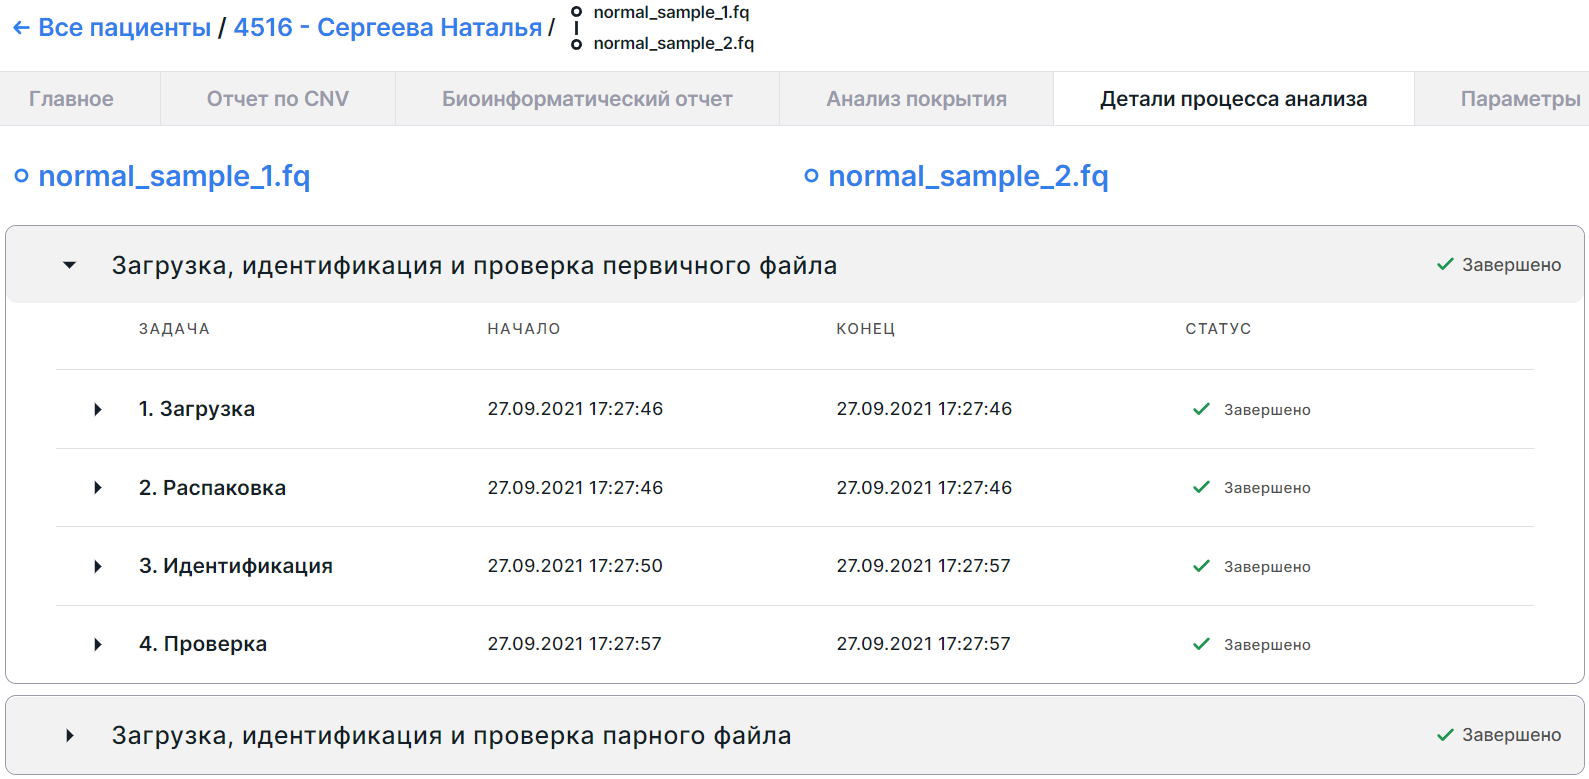 ← Все пациенты / 4516 - Сергеева Наталья / normal_sample_1.fq
normal_sample_2.fq
Главное Отчет по CNV Биоинформатический отчет Анализ покрытия Детали процесса анализа Параметры
normal_sample_1.fq normal_sample_2.fq
Загрузка, идентификация и проверка первичного файла Завершено
ЗАДАЧА НАЧАЛО КОНЕЦ СТАТУС
1. Загрузка 27.09.2021 17:27:46 27.09.2021 17:27:46 Завершено
2. Распаковка 27.09.2021 17:27:46 27.09.2021 17:27:46 Завершено
3. Идентификация 27.09.2021 17:27:50 27.09.2021 17:27:57 Завершено
4. Проверка 27.09.2021 17:27:57 27.09.2021 17:27:57 Завершено
Загрузка, идентификация и проверка парного файла Завершено